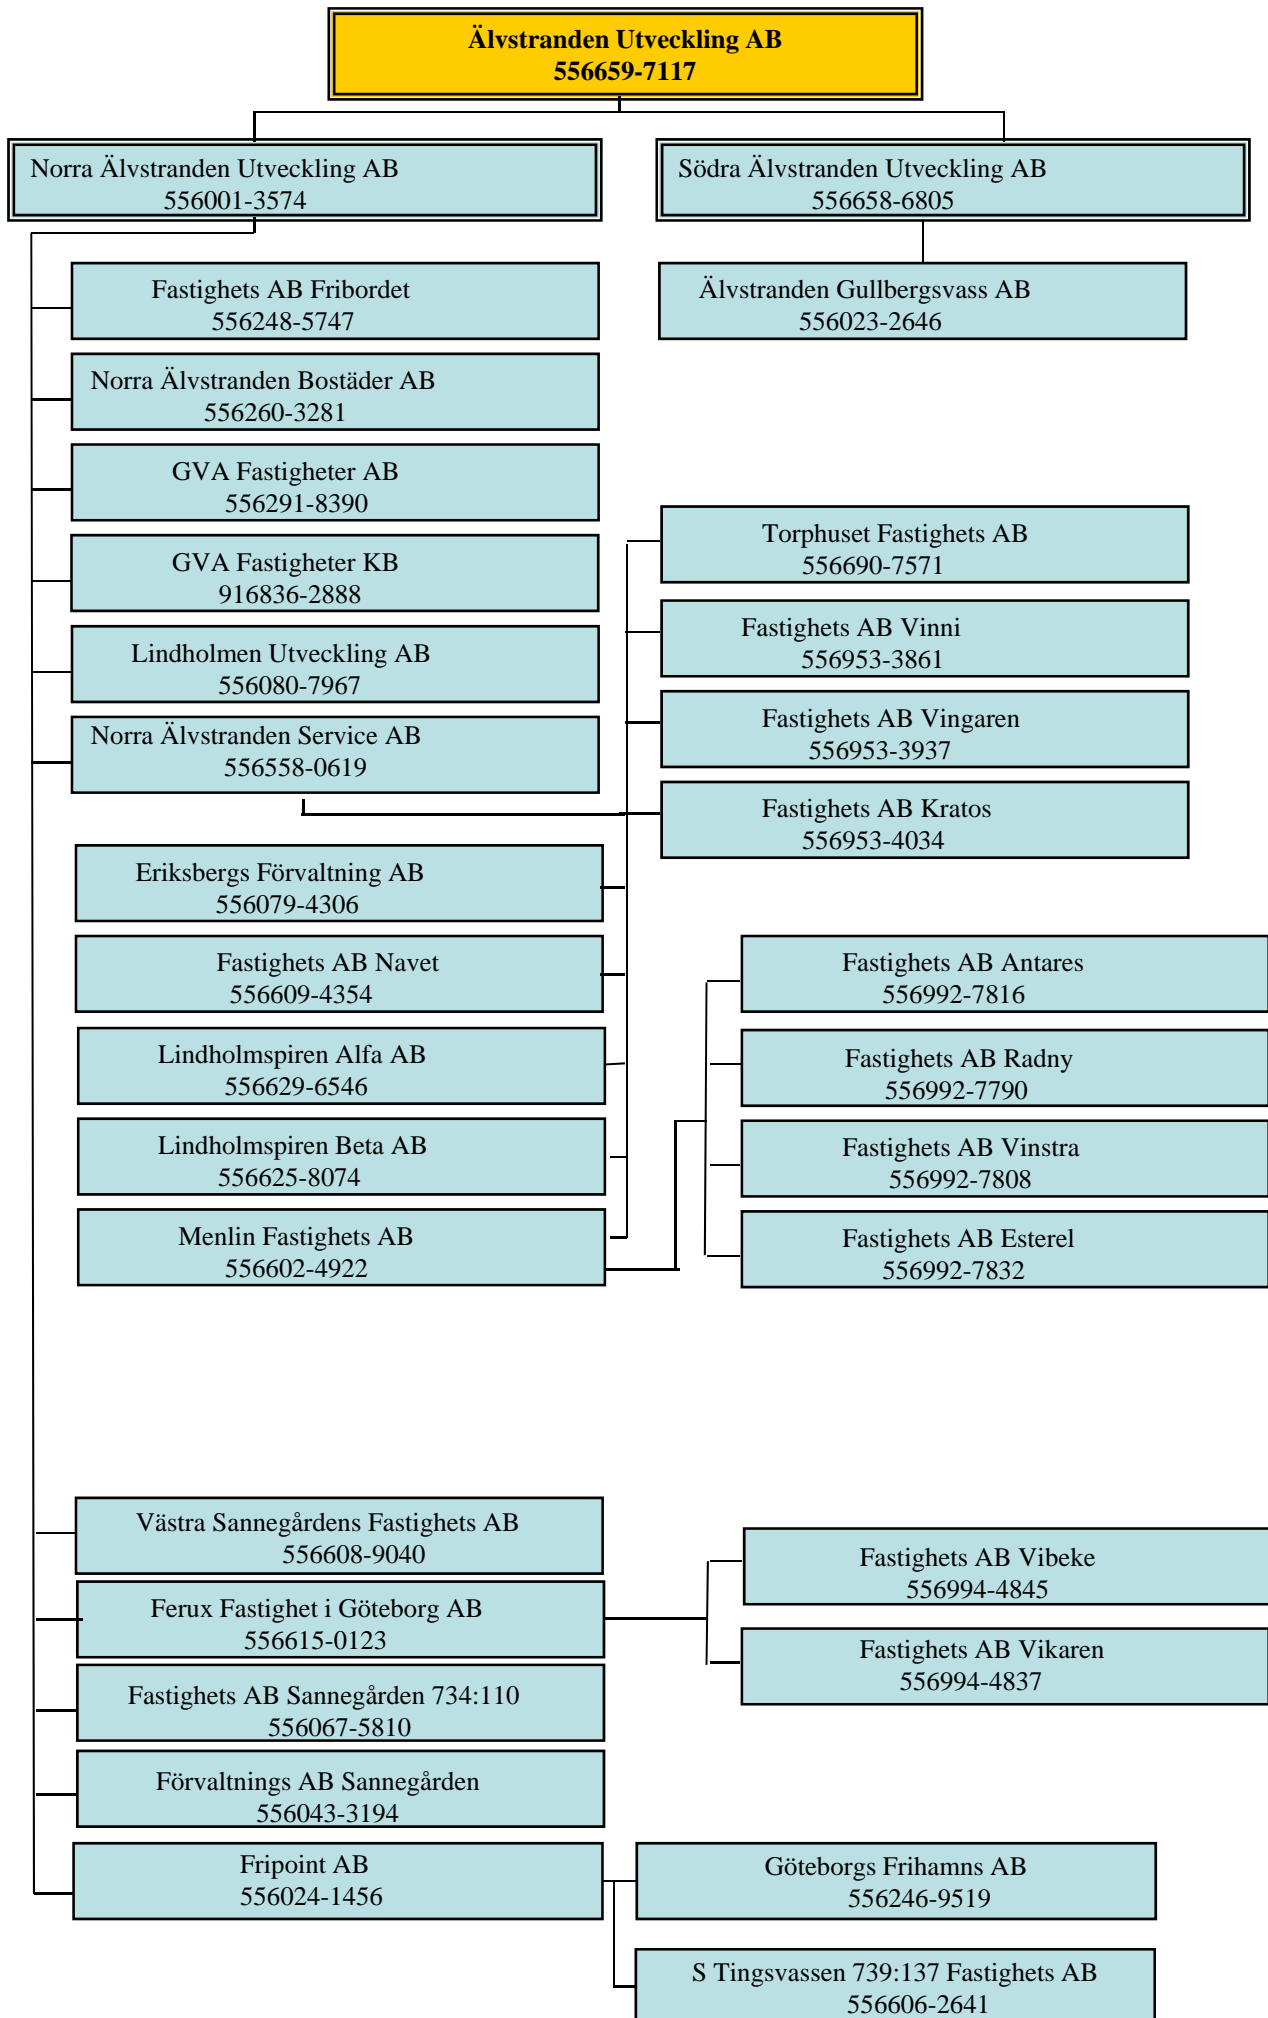 Älvstranden Utveckling AB
556659-7117
Norra Älvstranden Utveckling AB
556001-3574
Södra Älvstranden Utveckling AB
556658-6805
Fastighets AB Fribordet
556248-5747
Älvstranden Gullbergsvass AB
556023-2646
Norra Älvstranden Bostäder AB
556260-3281
GVA Fastigheter AB
556291-8390
GVA Fastigheter KB
916836-2888
Lindholmen Utveckling AB
556080-7967
Norra Älvstranden Service AB
556558-0619
Torphuset Fastighets AB
556690-7571
Fastighets AB Vinni
556953-3861
Fastighets AB Vingaren
556953-3937
Fastighets AB Kratos
556953-4034
Eriksbergs Förvaltning AB
556079-4306
Fastighets AB Navet
556609-4354
Lindholmspiren Alfa AB
556629-6546
Lindholmspiren Beta AB
556625-8074
Menlin Fastighets AB
556602-4922
Fastighets AB Antares
556992-7816
Fastighets AB Radny
556992-7790
Fastighets AB Vinstra
556992-7808
Fastighets AB Esterel
556992-7832
Västra Sannegårdens Fastighets AB
556608-9040
Ferux Fastighet i Göteborg AB
556615-0123
Fastighets AB Sannegården 734:110
556067-5810
Förvaltnings AB Sannegården
556043-3194
Fripoint AB
556024-1456
Fastighets AB Vibeke
556994-4845
Fastighets AB Vikaren
556994-4837
Göteborgs Frihamns AB
556246-9519
S Tingsvassen 739:137 Fastighets AB
556606-2641